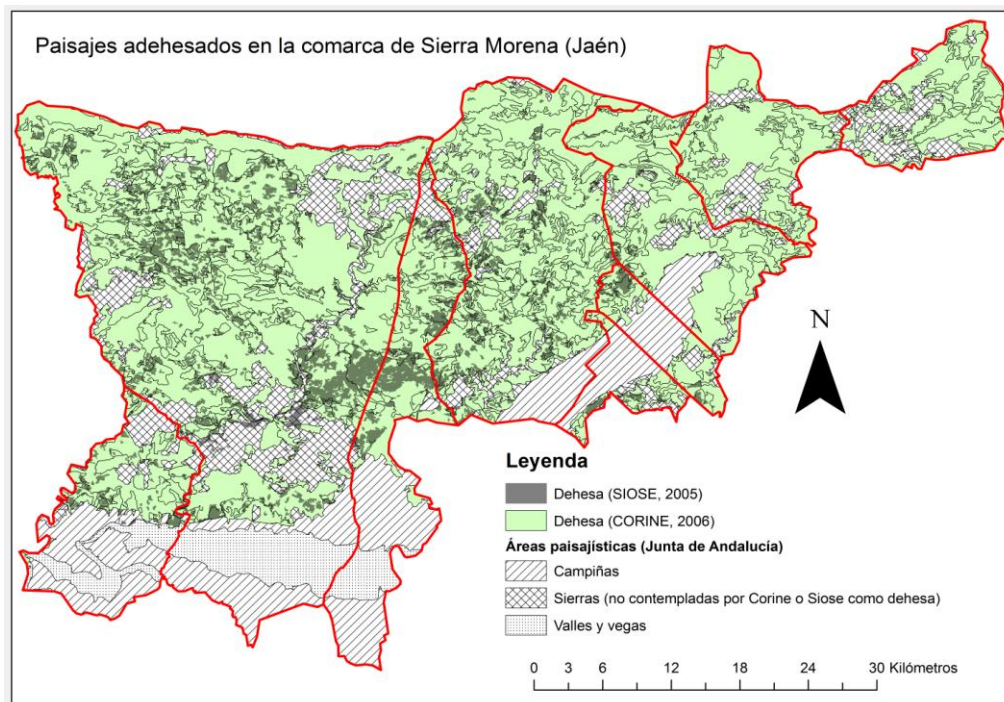 Paisajes adehesados en la comarca de Sierra Morena (Jaén)
N
Leyenda
Dehesa (SIOSE, 2005)
Dehesa (CORINE, 2006)
Áreas paisajísticas (Junta de Andalucía)
Campiñas
Sierras (no contempladas por Corine o Siose como dehesa)
Valles y vegas
0 3 6 12 18 24 30 Kilómetros